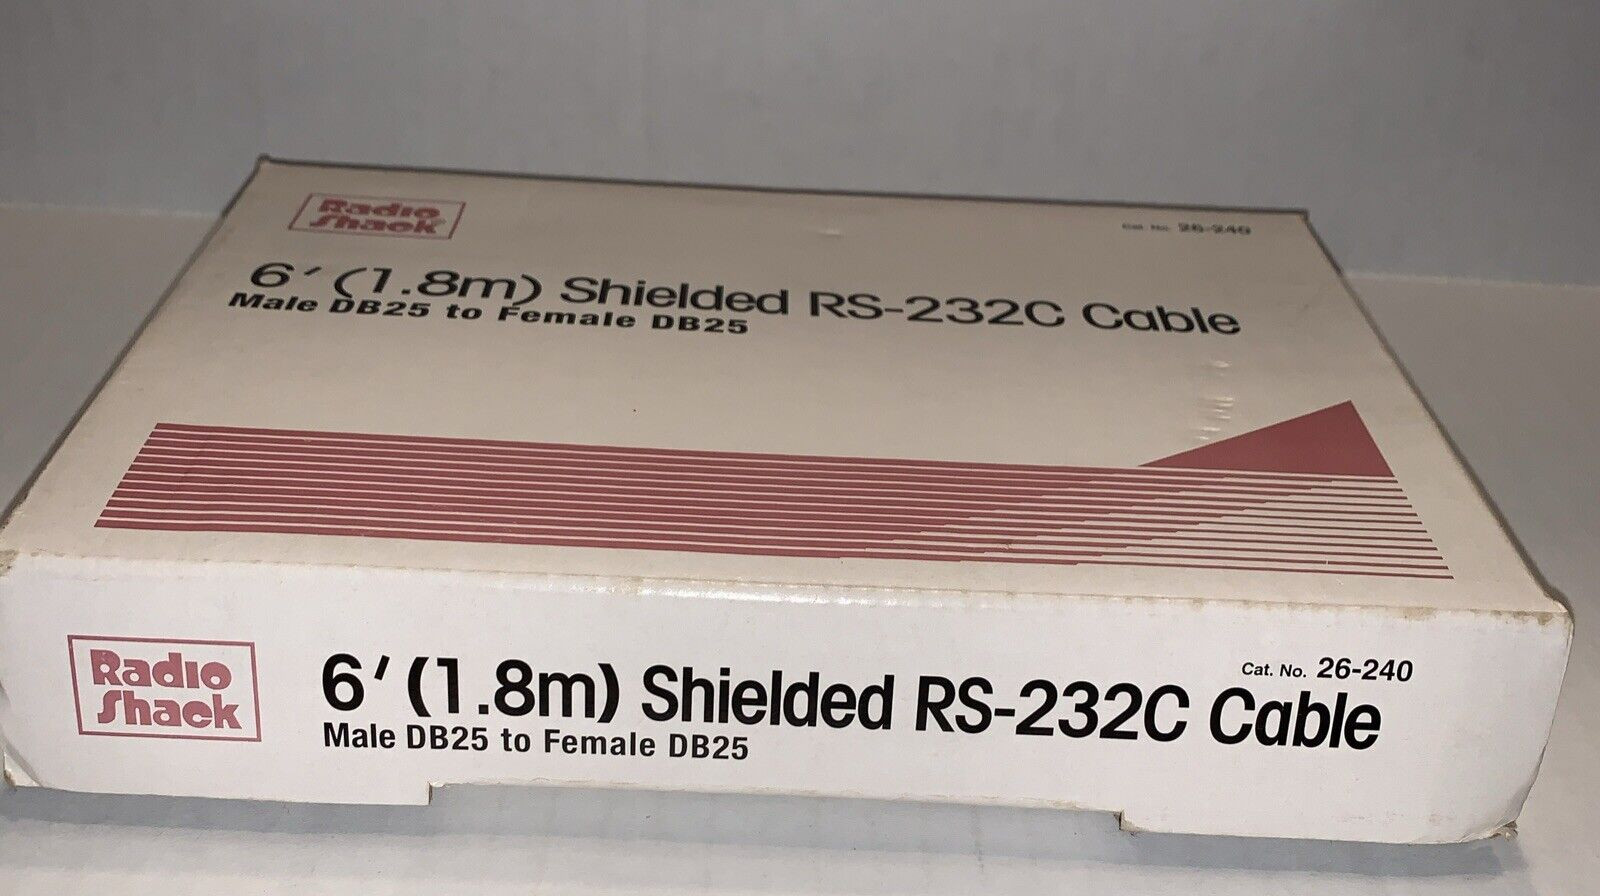 Radio
Shack
Cat. No. 26-240
6' (1.8m) Shielded RS-232C Cable
Male DB25 to Female DB25
Radio
Shack
Cat. No. 26-240
6' (1.8m) Shielded RS-232C Cable
Male DB25 to Female DB25